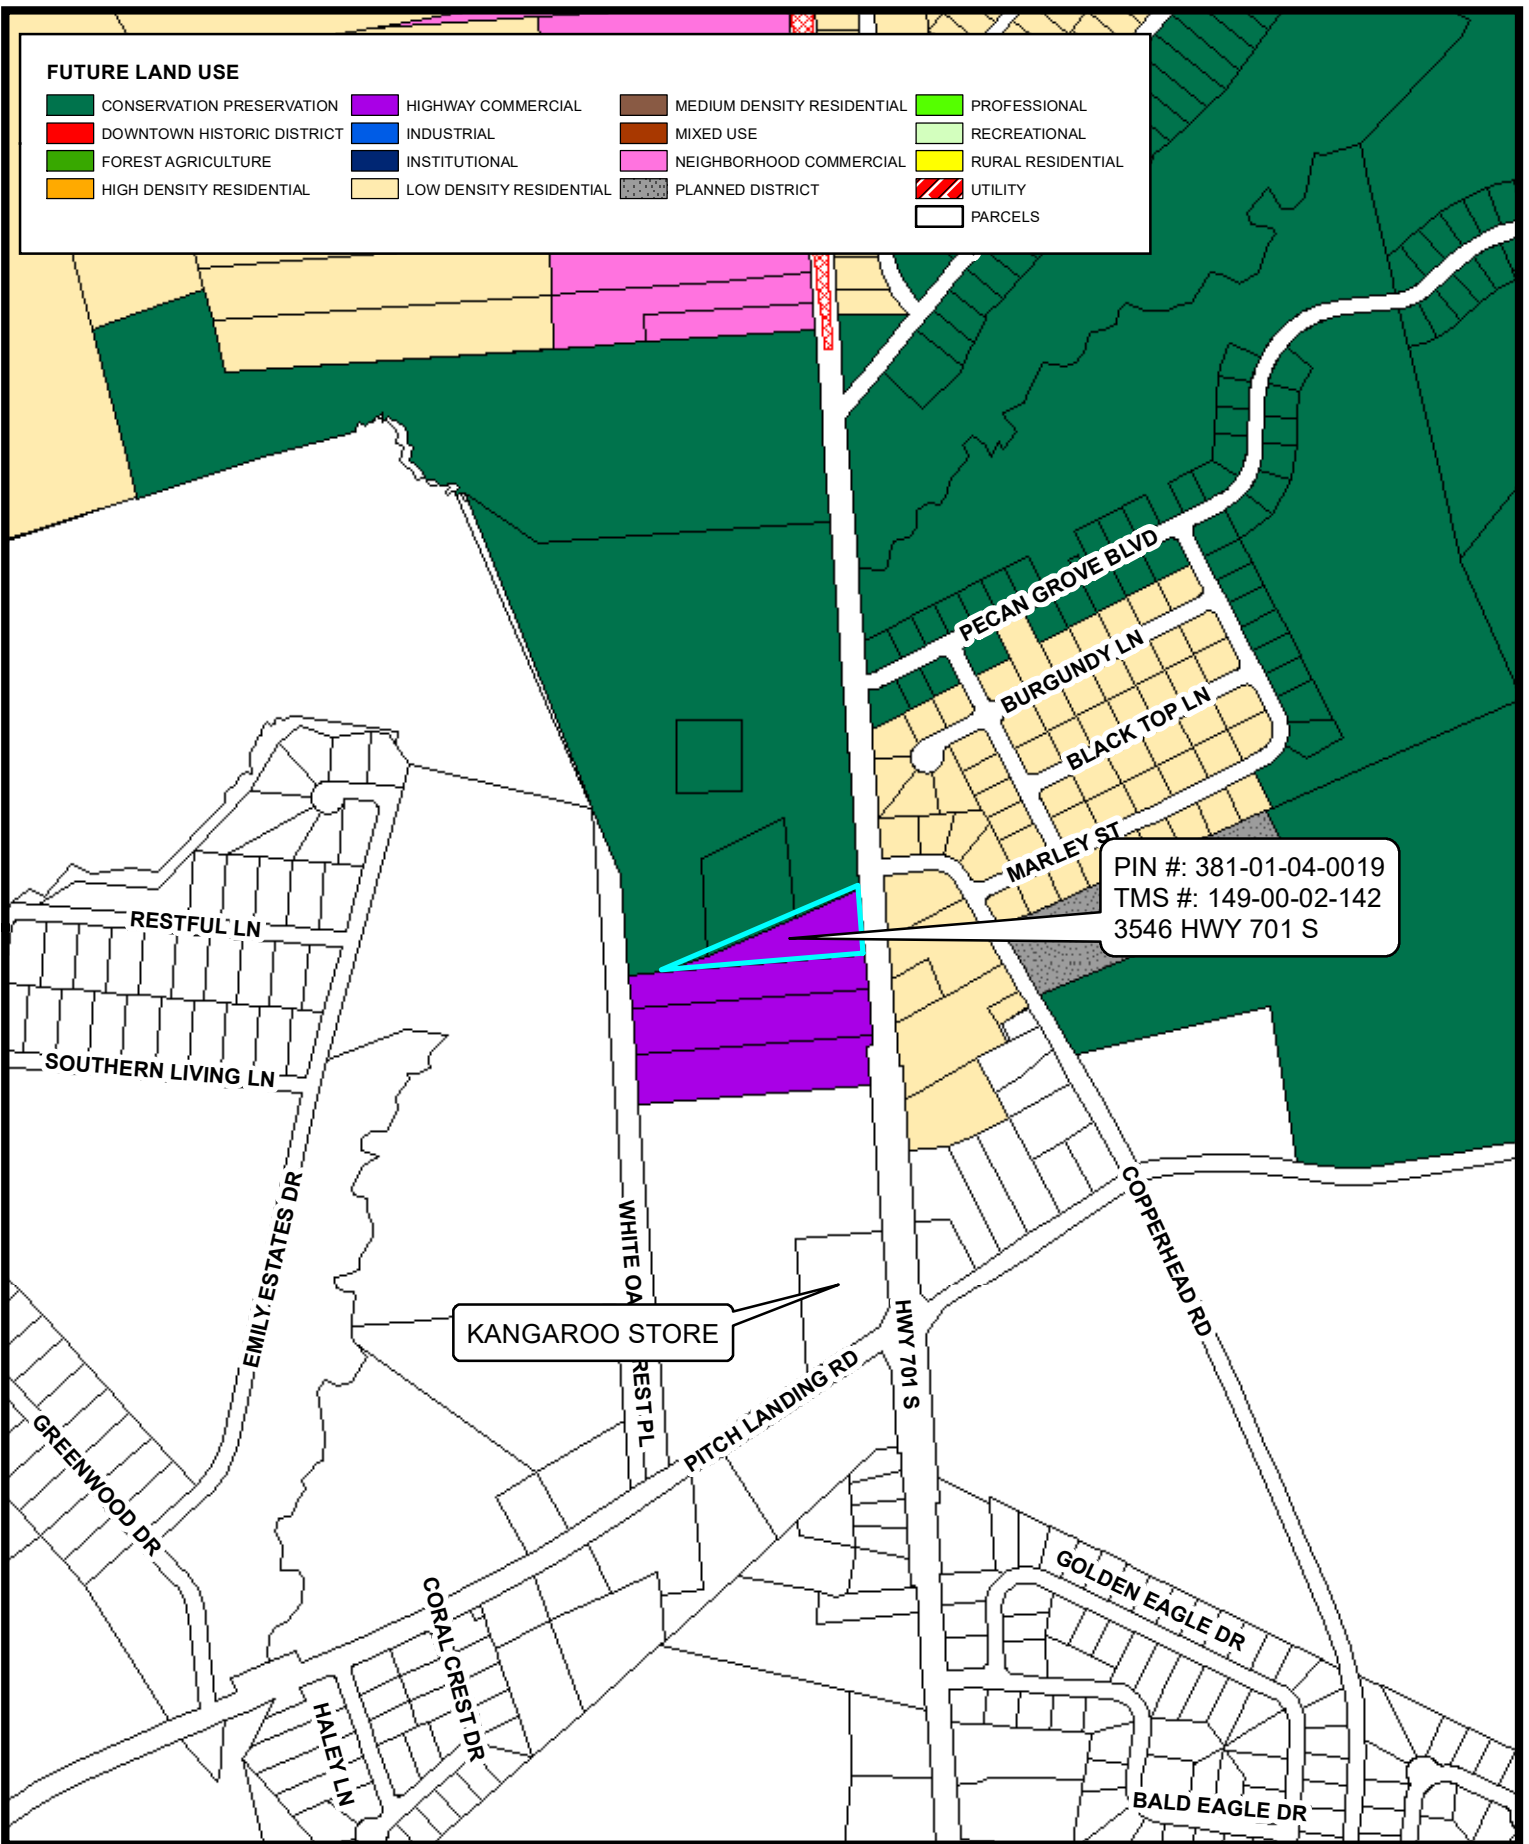 FUTURE LAND USE
CONSERVATION PRESERVATION
DOWNTOWN HISTORIC DISTRICT
FOREST AGRICULTURE
HIGH DENSITY RESIDENTIAL
HIGHWAY COMMERCIAL
INDUSTRIAL
INSTITUTIONAL
LOW DENSITY RESIDENTIAL
MEDIUM DENSITY RESIDENTIAL
MIXED USE
NEIGHBORHOOD COMMERCIAL
PLANNED DISTRICT
PROFESSIONAL
RECREATIONAL
RURAL RESIDENTIAL
UTILITY
PARCELS
PECAN GROVE BLVD
BURGUNDY LN
BLACK TOP LN
MARLEY ST
PIN #: 381-01-04-0019
TMS #: 149-00-02-142
3546 HWY 701 S
RESTFUL LN
SOUTHERN LIVING LN
EMILY ESTATES DR
WHITE OA
REST PL
COPPERHEAD RD
KANGAROO STORE
HWY 701 S
PITCH LANDING RD
GREENWOOD DR
GOLDEN EAGLE DR
CORAL CREST DR
HALEY LN
BALD EAGLE DR